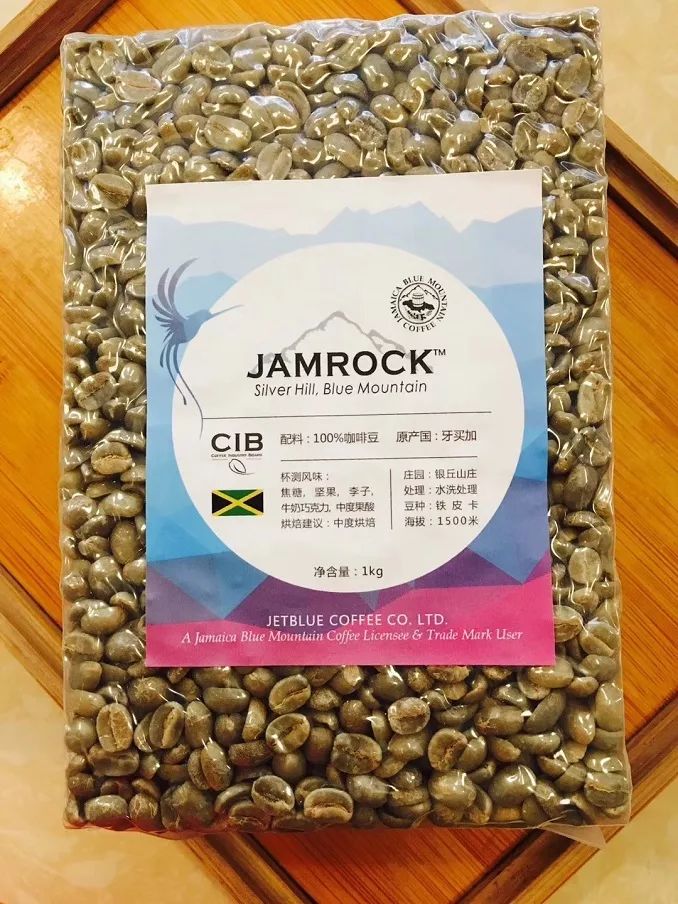 JAMAICA BLUE MOUNTAIN COFFEE
JAMROCK™
Silver Hill, Blue Mountain
CIB
COFFEE INDUSTRY BOARD
配料：100%咖啡豆 原产国：牙买加
杯测风味：
焦糖，坚果，李子，
牛奶巧克力，中度果酸
烘焙建议：中度烘焙
庄园：银丘山庄
处理：水洗处理
豆种：铁皮卡
海拔：1500米
净含量：1kg
JETBLUE COFFEE CO. LTD.
A Jamaica Blue Mountain Coffee Licensee & Trade Mark User